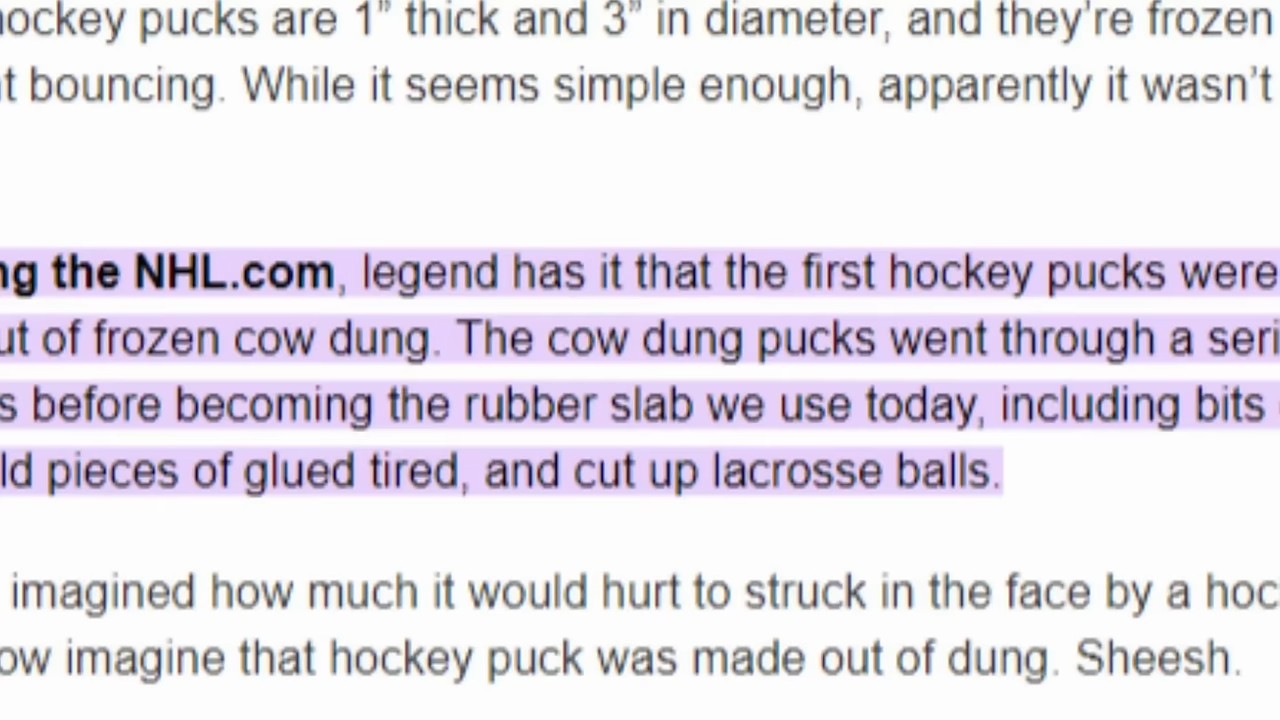 hockey pucks are 1” thick and 3” in diameter, and they’re frozen
bouncing. While it seems simple enough, apparently it wasn’t
ng the NHL.com, legend has it that the first hockey pucks were
ut of frozen cow dung. The cow dung pucks went through a seri
s before becoming the rubber slab we use today, including bits
ld pieces of glued tired, and cut up lacrosse balls.
imagined how much it would hurt to struck in the face by a hoc
ow imagine that hockey puck was made out of dung. Sheesh.